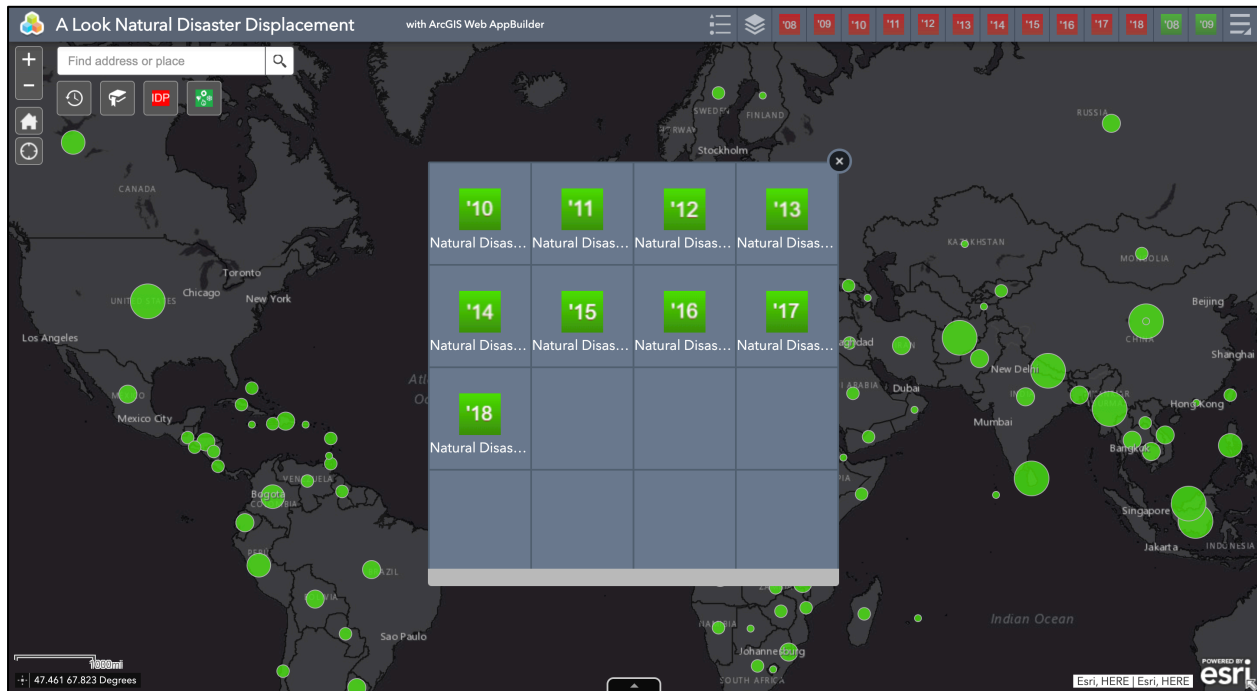 A Look Natural Disaster Displacement
with ArcGIS Web AppBuilder
'08 '09 '10 '11 '12 '13 '14 '15 '16 '17 '18 '08 '09
+
Find address or place
−
IDP
SWEDEN
FINLAND
RUSSIA
Stockholm
CANADA
'10 '11 '12 '13
Natural Disas... Natural Disas... Natural Disas... Natural Disas...
'14 '15 '16 '17
Natural Disas... Natural Disas... Natural Disas... Natural Disas...
'18
Natural Disas...
KAZAKHSTAN
MONGOLIA
Toronto
UNITED STATES
Chicago
New York
Beijing
Los Angeles
CHINA
Shanghai
New Delhi
Dubai
MEXICO
Mexico City
Hong Kong
Mumbai
Bangkok
VENEZUELA
Bogota
COLOMBIA
Singapore
Jakarta
INDONESIA
PERU
BRAZIL
BOLIVIA
Indian Ocean
Sao Paulo
Johannesburg
SOUTH AFRICA
1000mi
47.461 67.823 Degrees
Esri, HERE | Esri, HERE
POWERED BY
esri